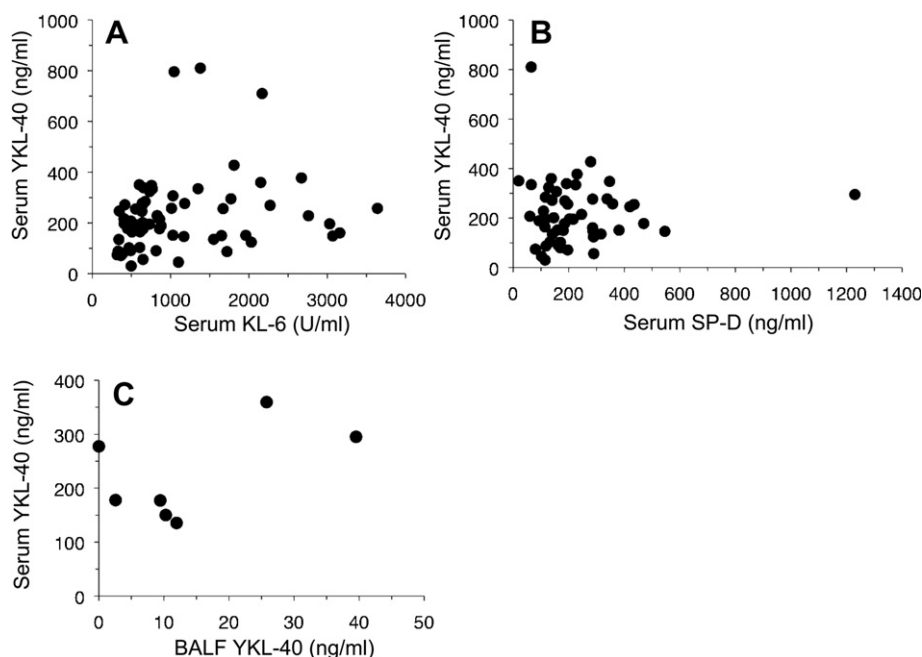 A
Serum YKL-40 (ng/ml)
1000
800
600
400
200
0
0 1000 2000 3000 4000
Serum KL-6 (U/ml)
B
Serum YKL-40 (ng/ml)
1000
800
600
400
200
0
0 200 400 600 800 1000 1200 1400
Serum SP-D (ng/ml)
C
Serum YKL-40 (ng/ml)
400
300
200
100
0
0 10 20 30 40 50
BALF YKL-40 (ng/ml)